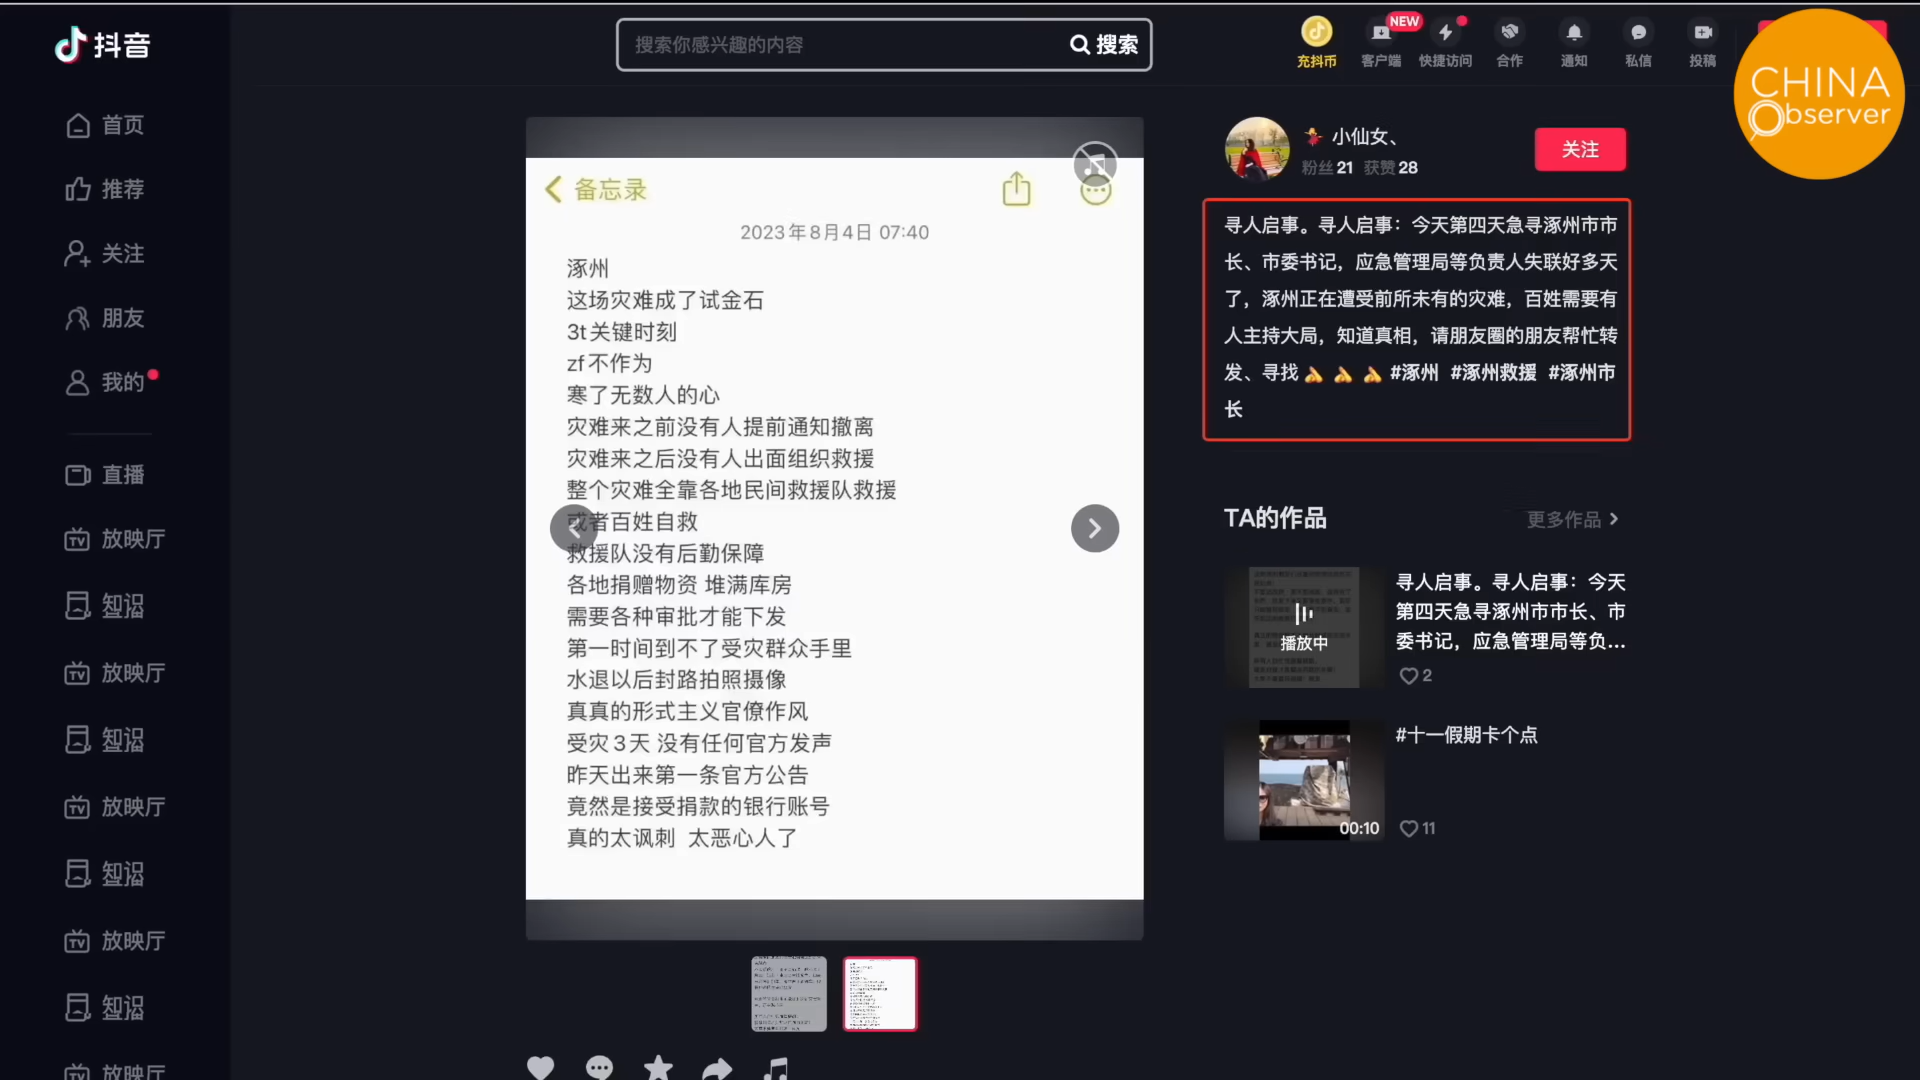 抖音
搜索你感兴趣的内容
搜索
充抖币
NEW
客户端
快捷访问
合作
通知
私信
投稿
CHINA
Observer
首页
推荐
关注
朋友
我的
直播
放映厅
知识
放映厅
知识
放映厅
知识
放映厅
知识
放映厅
备忘录
2023年8月4日 07:40
涿州
这场灾难成了试金石
3t关键时刻
zf不作为
寒了无数人的心
灾难来之前没有人提前通知撤离
灾难来之后没有人出面组织救援
整个灾难全靠各地民间救援队救援
或者百姓自救
救援队没有后勤保障
各地捐赠物资 堆满库房
需要各种审批才能下发
第一时间到不了受灾群众手里
水退以后封路拍照摄像
真真的形式主义官僚作风
受灾3天 没有任何官方发声
昨天出来第一条官方公告
竟然是接受捐款的银行账号
真的太讽刺 太恶心人了
小仙女、
粉丝21 获赞28
关注
寻人启事。寻人启事：今天第四天急寻涿州市市
长、市委书记，应急管理局等负责人失联好多天
了，涿州正在遭受前所未有的灾难，百姓需要有
人主持大局，知道真相，请朋友圈的朋友帮忙转
发、寻找 #涿州 #涿州救援 #涿州市
长
TA的作品
更多作品
播放中
寻人启事。寻人启事：今天
第四天急寻涿州市市长、市
委书记，应急管理局等负...
2
00:10
#十一假期卡个点
11